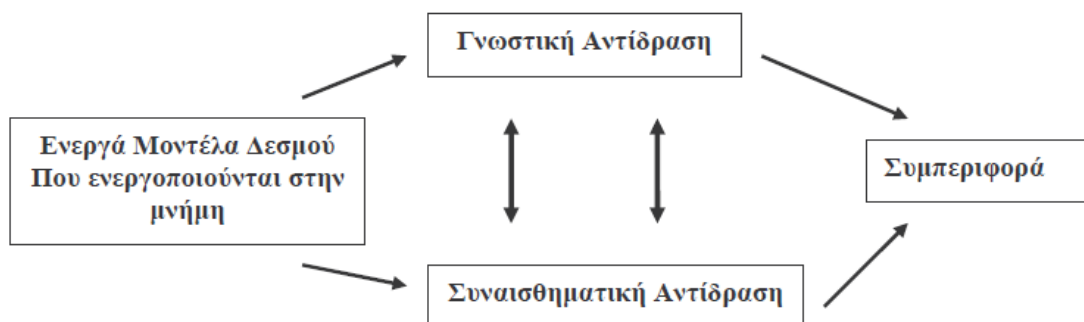 Γνωστική Αντίδραση
Ενεργά Μοντέλα Δεσμού
Που ενεργοποιούνται στην
μνήμη
Συμπεριφορά
Συναισθηματική Αντίδραση